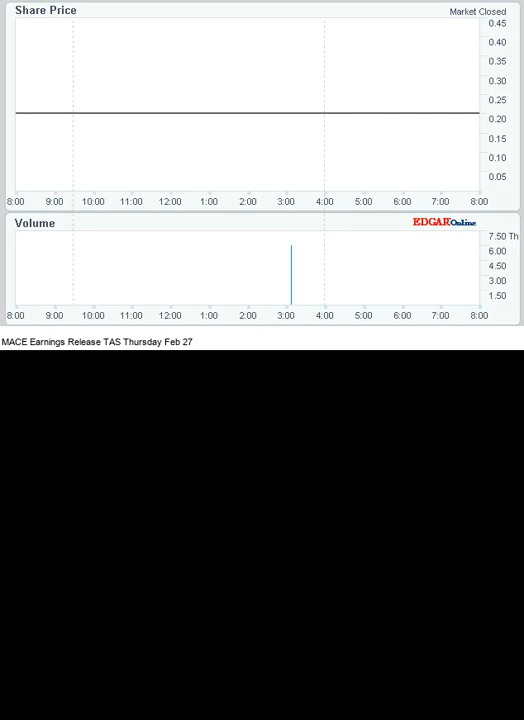 Share Price
Market Closed
0.45
0.40
0.35
0.30
0.25
0.20
0.15
0.10
0.05
8:00 9:00 10:00 11:00 12:00 1:00 2:00 3:00 4:00 5:00 6:00 7:00 8:00
Volume
EDGAR Online
7.50 Th
6.00
4.50
3.00
1.50
8:00 9:00 10:00 11:00 12:00 1:00 2:00 3:00 4:00 5:00 6:00 7:00 8:00
MACE Earnings Release TAS Thursday Feb 27